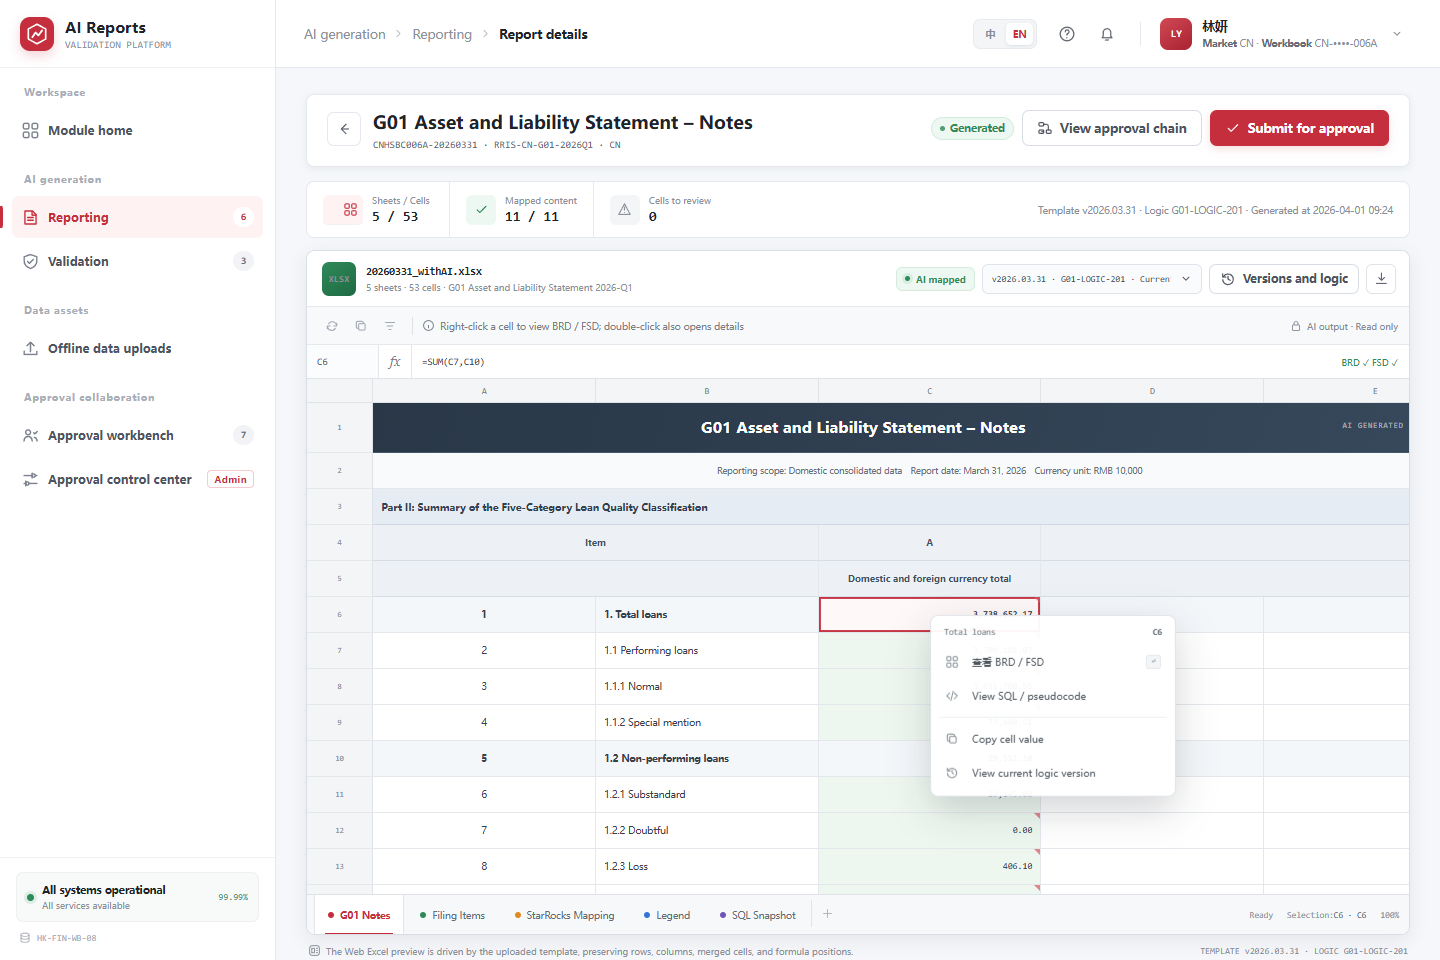 AI Reports
VALIDATION PLATFORM
Workspace
Module home
AI generation
Reporting 6
Validation 3
Data assets
Offline data uploads
Approval collaboration
Approval workbench 7
Approval control center Admin
All systems operational
All services available
99.99%
HK-FIN-WB-08
AI generation > Reporting > Report details
中 EN
LY
林妍
Market CN · Workbook CN-••••-006A
G01 Asset and Liability Statement – Notes
CNHSBC006A-20260331 · RRIS-CN-G01-2026Q1 · CN
Generated
View approval chain
Submit for approval
Sheets / Cells
5 / 53
Mapped content
11 / 11
Cells to review
0
Template v2026.03.31 · Logic G01-LOGIC-201 · Generated at 2026-04-01 09:24
XLSX
20260331_withAI.xlsx
5 sheets · 53 cells · G01 Asset and Liability Statement 2026-Q1
AI mapped
v2026.03.31 · G01-LOGIC-201 · Curren
Versions and logic
Right-click a cell to view BRD / FSD; double-click also opens details
AI output · Read only
C6
fx
=SUM(C7,C10)
BRD ✓ FSD ✓
A B C D E
1 G01 Asset and Liability Statement – Notes AI GENERATED
2 Reporting scope: Domestic consolidated data Report date: March 31, 2026 Currency unit: RMB 10,000
3 Part II: Summary of the Five-Category Loan Quality Classification
4 Item A
5 Domestic and foreign currency total
6 1 1. Total loans 3,738,652.17
7 2 1.1 Performing loans
8 3 1.1.1 Normal
9 4 1.1.2 Special mention
10 5 1.2 Non-performing loans
11 6 1.2.1 Substandard
12 7 1.2.2 Doubtful 0.00
13 8 1.2.3 Loss 406.10
Total loans C6
查看 BRD / FSD
View SQL / pseudocode
Copy cell value
View current logic version
G01 Notes
Filing Items
StarRocks Mapping
Legend
SQL Snapshot
+
Ready Selection:C6 · C6 100%
The Web Excel preview is driven by the uploaded template, preserving rows, columns, merged cells, and formula positions.
TEMPLATE v2026.03.31 · LOGIC G01-LOGIC-201